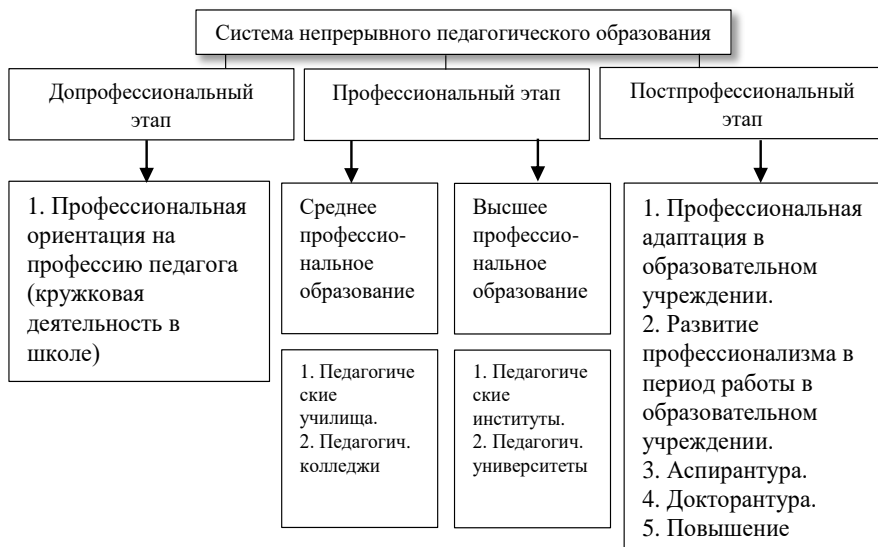 Система непрерывного педагогического образования
Допрофессиональный
этап
Профессиональный этап
Постпрофессиональный
этап
1. Профессиональная
ориентация на
профессию педагога
(кружковая
деятельность в
школе)
Среднее
профессио-
нальное
образование
Высшее
профессио-
нальное
образование
1. Профессиональная
адаптация в
образовательном
учреждении.
2. Развитие
профессионализма в
период работы в
образовательном
учреждении.
3. Аспирантура.
4. Докторантура.
5. Повышение
1. Педагогиче
ские
училища.
2. Педагогич.
колледжи
1. Педагогиче
ские
институты.
2. Педагогич.
университеты